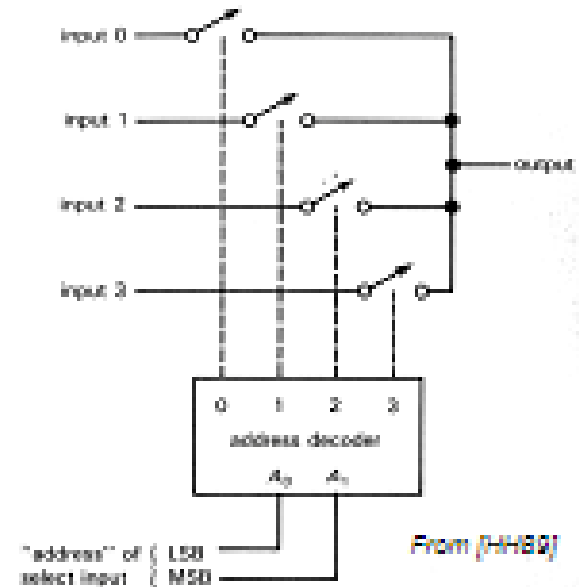 input 0
input 1
output
input 2
input 3
0 1 2 3
address decoder
A₀ A₁
"address" of { LSB
select input { MSB
From [HH89]